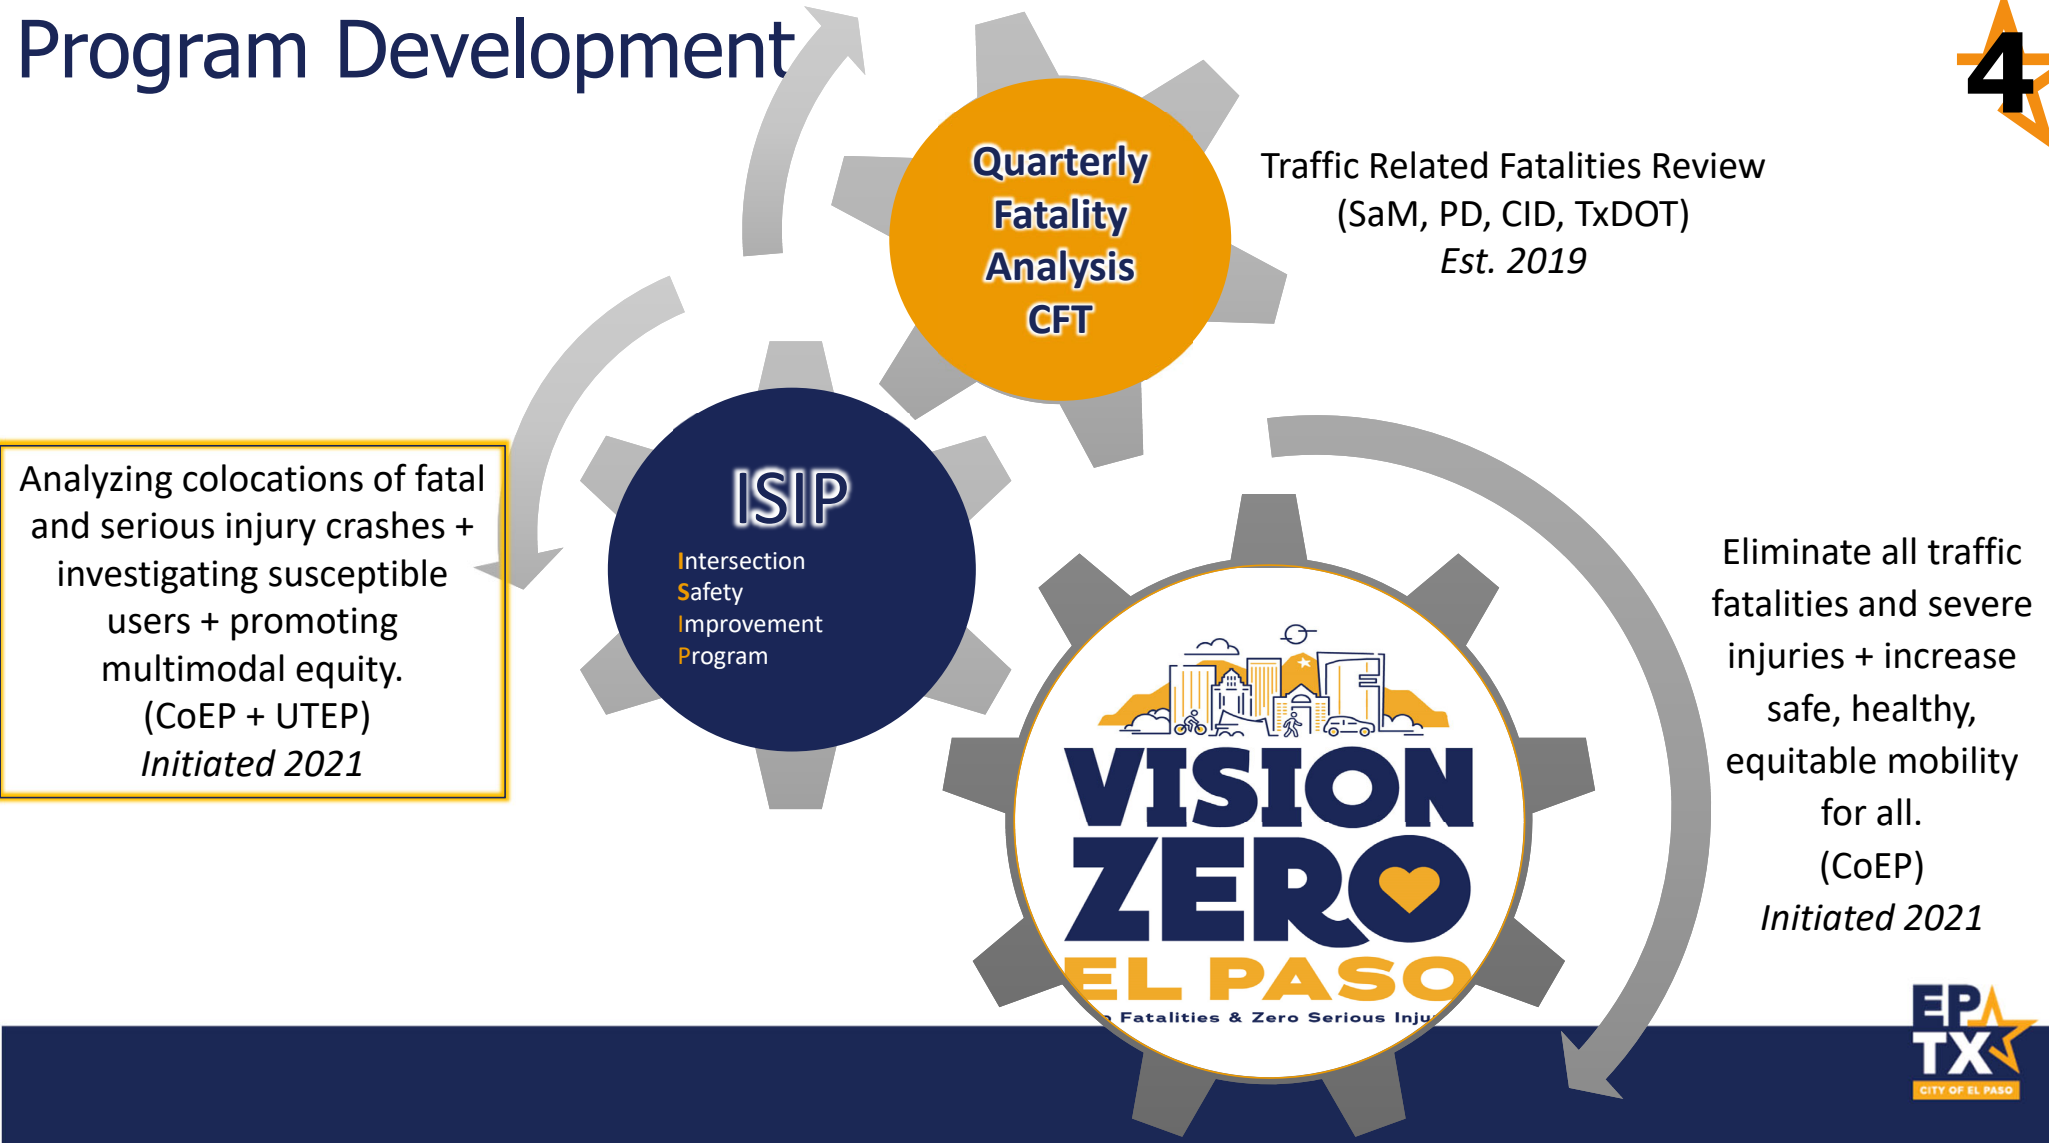 Program Development
4
Quarterly
Fatality
Analysis
CFT
Traffic Related Fatalities Review
(SaM, PD, CID, TxDOT)
Est. 2019
ISIP
Intersection
Safety
Improvement
Program
Analyzing colocations of fatal
and serious injury crashes +
investigating susceptible
users + promoting
multimodal equity.
(CoEP + UTEP)
Initiated 2021
VISION
ZERO
EL PASO
Fatalities & Zero Serious Inju
Eliminate all traffic
fatalities and severe
injuries + increase
safe, healthy,
equitable mobility
for all.
(CoEP)
Initiated 2021
EP
TX
CITY OF EL PASO